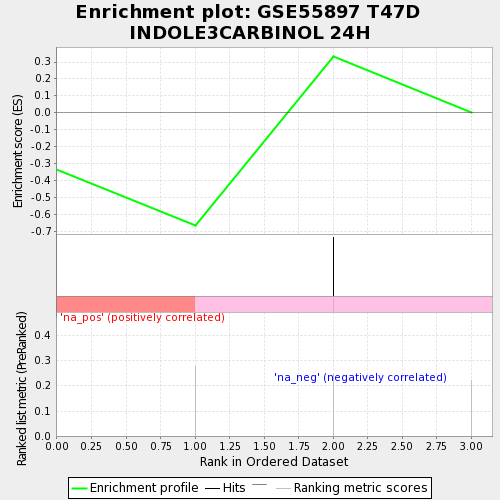 Enrichment plot: GSE55897 T47D
INDOLE3CARBINOL 24H
Enrichment score (ES)
0.3
0.2
0.1
0.0
-0.1
-0.2
-0.3
-0.4
-0.5
-0.6
-0.7
'na_pos' (positively correlated)
'na_neg' (negatively correlated)
Ranked list metric (PreRanked)
0.4
0.3
0.2
0.1
0.0
0.00 0.25 0.50 0.75 1.00 1.25 1.50 1.75 2.00 2.25 2.50 2.75 3.00
Rank in Ordered Dataset
Enrichment profile Hits Ranking metric scores